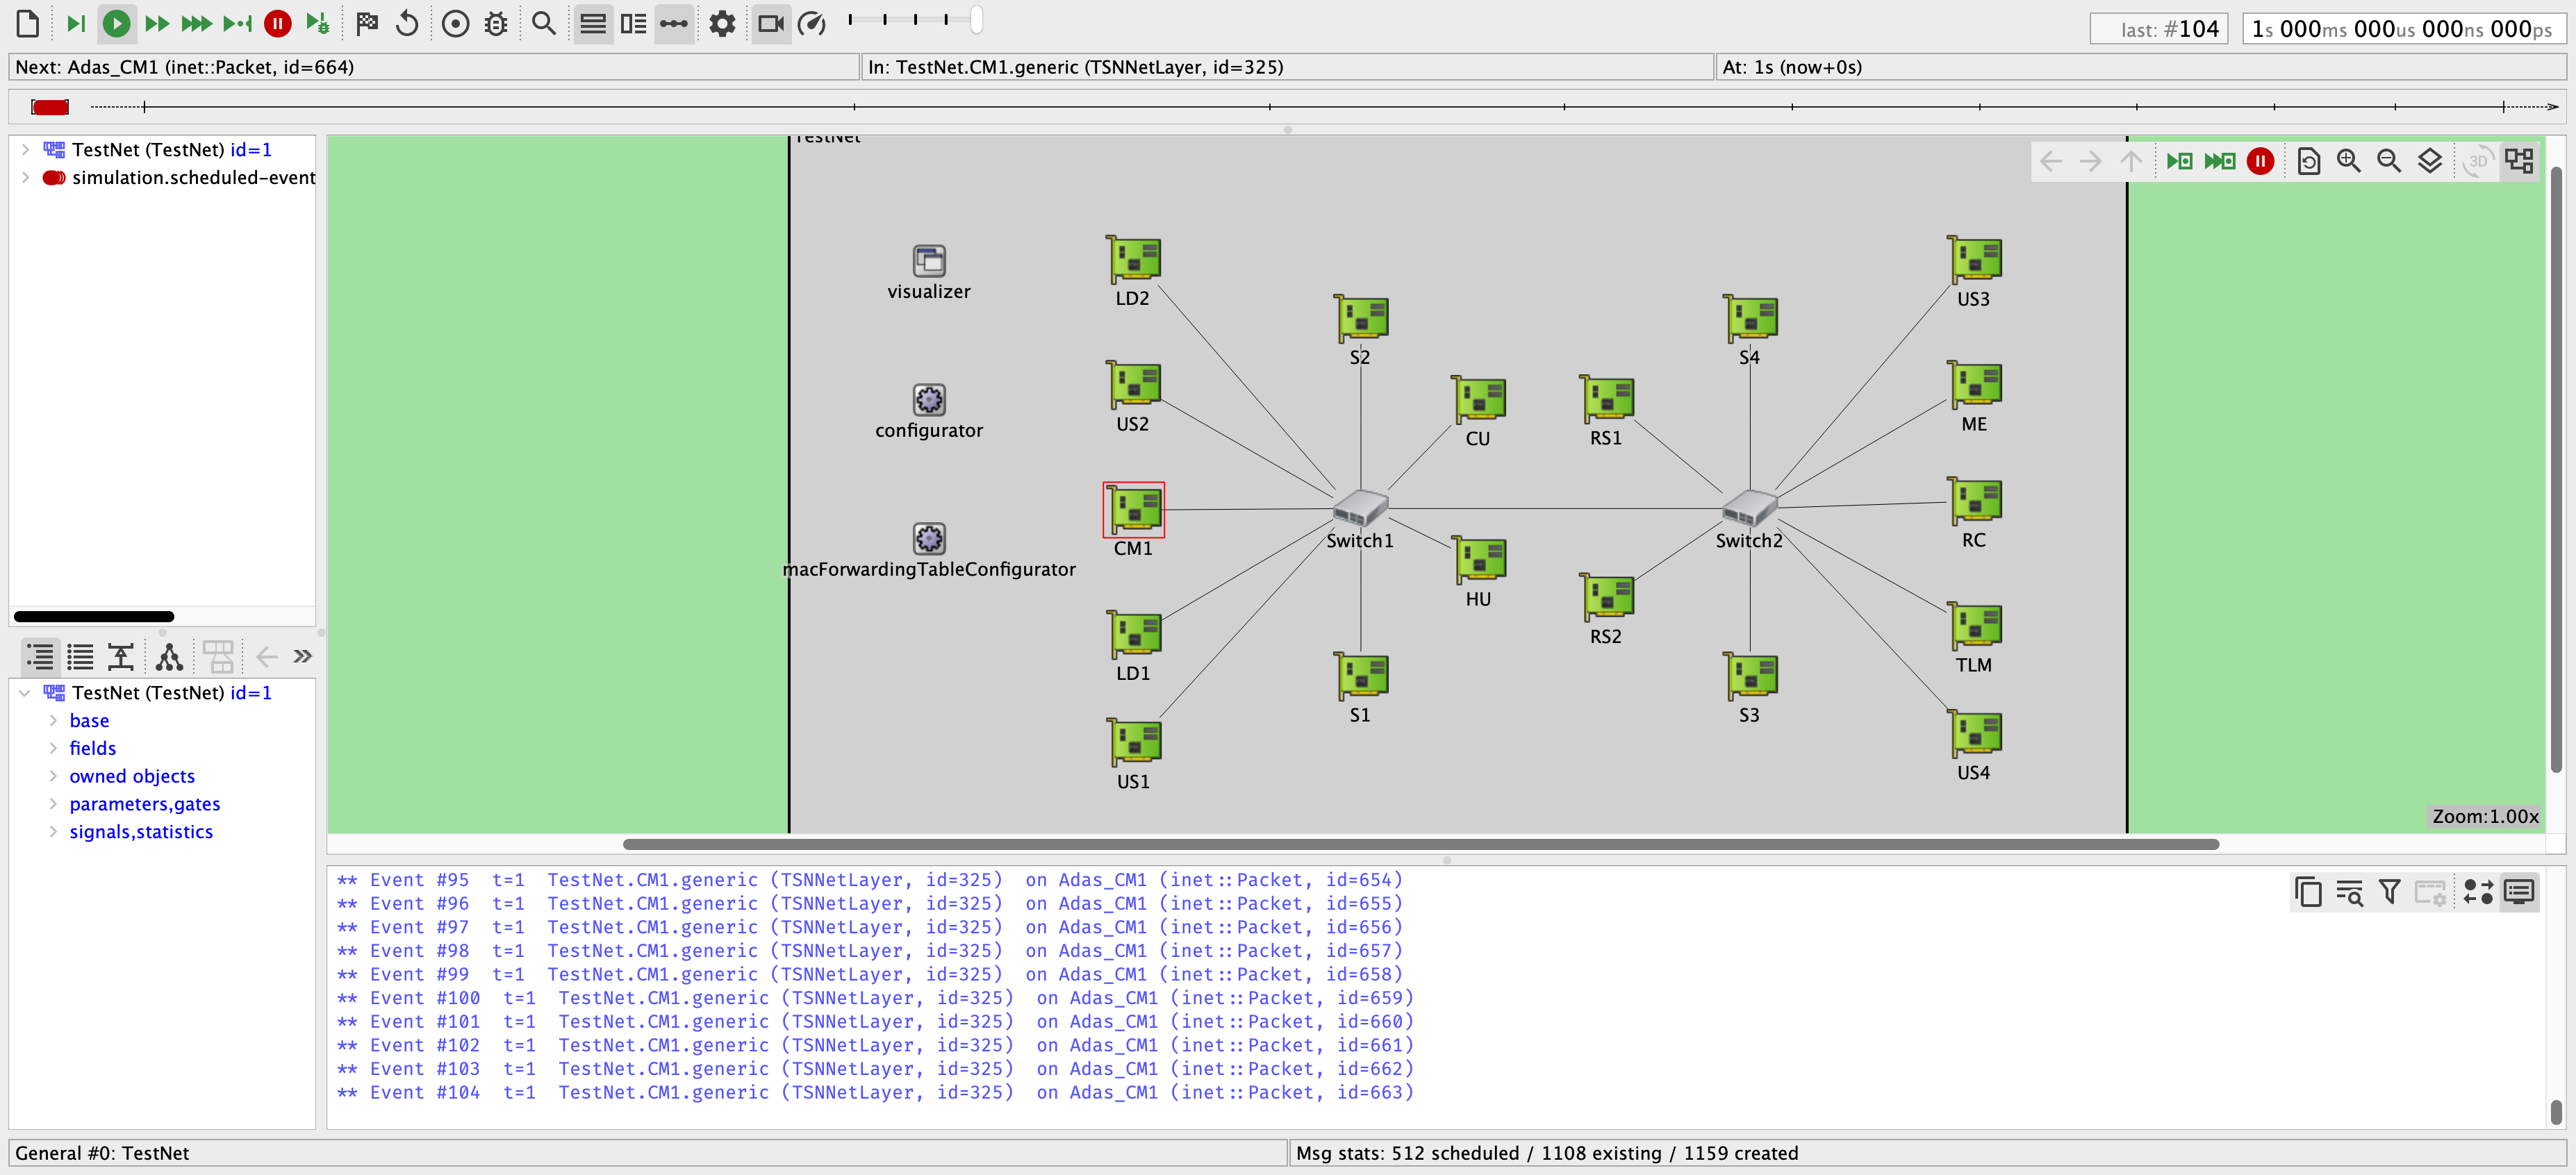 last: #104
1s 000ms 000us 000ns 000ps
Next: Adas_CM1 (inet::Packet, id=664)
In: TestNet.CM1.generic (TSNNetLayer, id=325)
At: 1s (now+0s)
TestNet (TestNet) id=1
simulation.scheduled-event
TestNet
3D
visualizer
configurator
macForwardingTableConfigurator
LD2
US2
CM1
LD1
US1
S2
CU
Switch1
HU
S1
RS1
RS2
S4
Switch2
S3
US3
ME
RC
TLM
US4
Zoom:1.00x
TestNet (TestNet) id=1
base
fields
owned objects
parameters,gates
signals,statistics
** Event #95 t=1 TestNet.CM1.generic (TSNNetLayer, id=325) on Adas_CM1 (inet::Packet, id=654)
** Event #96 t=1 TestNet.CM1.generic (TSNNetLayer, id=325) on Adas_CM1 (inet::Packet, id=655)
** Event #97 t=1 TestNet.CM1.generic (TSNNetLayer, id=325) on Adas_CM1 (inet::Packet, id=656)
** Event #98 t=1 TestNet.CM1.generic (TSNNetLayer, id=325) on Adas_CM1 (inet::Packet, id=657)
** Event #99 t=1 TestNet.CM1.generic (TSNNetLayer, id=325) on Adas_CM1 (inet::Packet, id=658)
** Event #100 t=1 TestNet.CM1.generic (TSNNetLayer, id=325) on Adas_CM1 (inet::Packet, id=659)
** Event #101 t=1 TestNet.CM1.generic (TSNNetLayer, id=325) on Adas_CM1 (inet::Packet, id=660)
** Event #102 t=1 TestNet.CM1.generic (TSNNetLayer, id=325) on Adas_CM1 (inet::Packet, id=661)
** Event #103 t=1 TestNet.CM1.generic (TSNNetLayer, id=325) on Adas_CM1 (inet::Packet, id=662)
** Event #104 t=1 TestNet.CM1.generic (TSNNetLayer, id=325) on Adas_CM1 (inet::Packet, id=663)
General #0: TestNet
Msg stats: 512 scheduled / 1108 existing / 1159 created